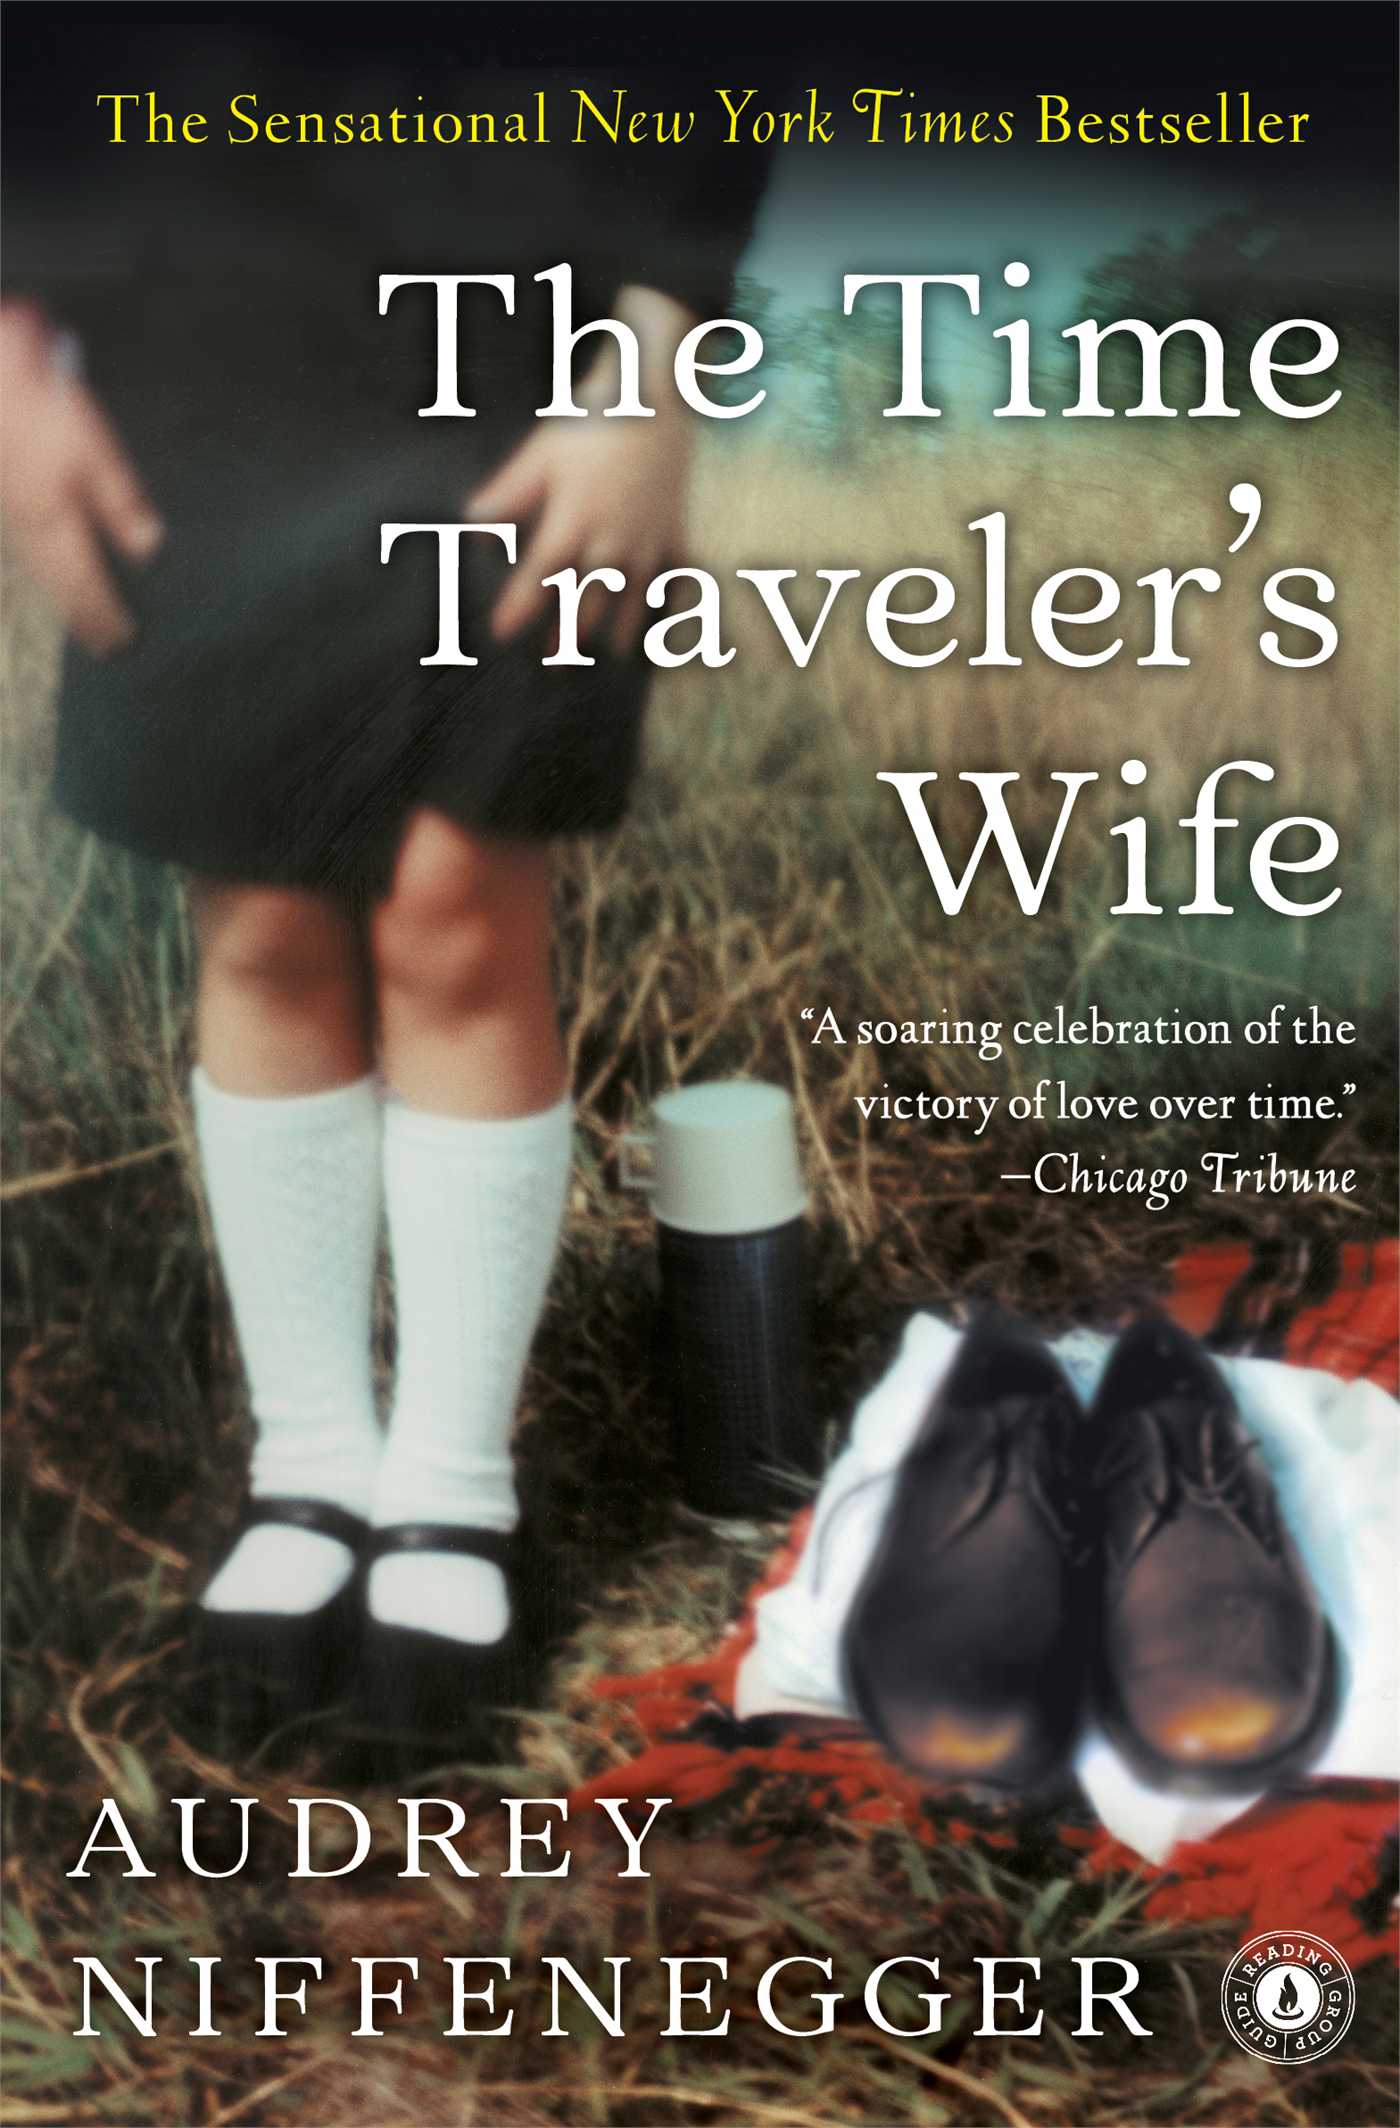 The Sensational New York Times Bestseller
The Time
Traveler’s
Wife
“A soaring celebration of the
victory of love over time.”
—Chicago Tribune
AUDREY
NIFFENEGGER
READING GROUP GUIDE